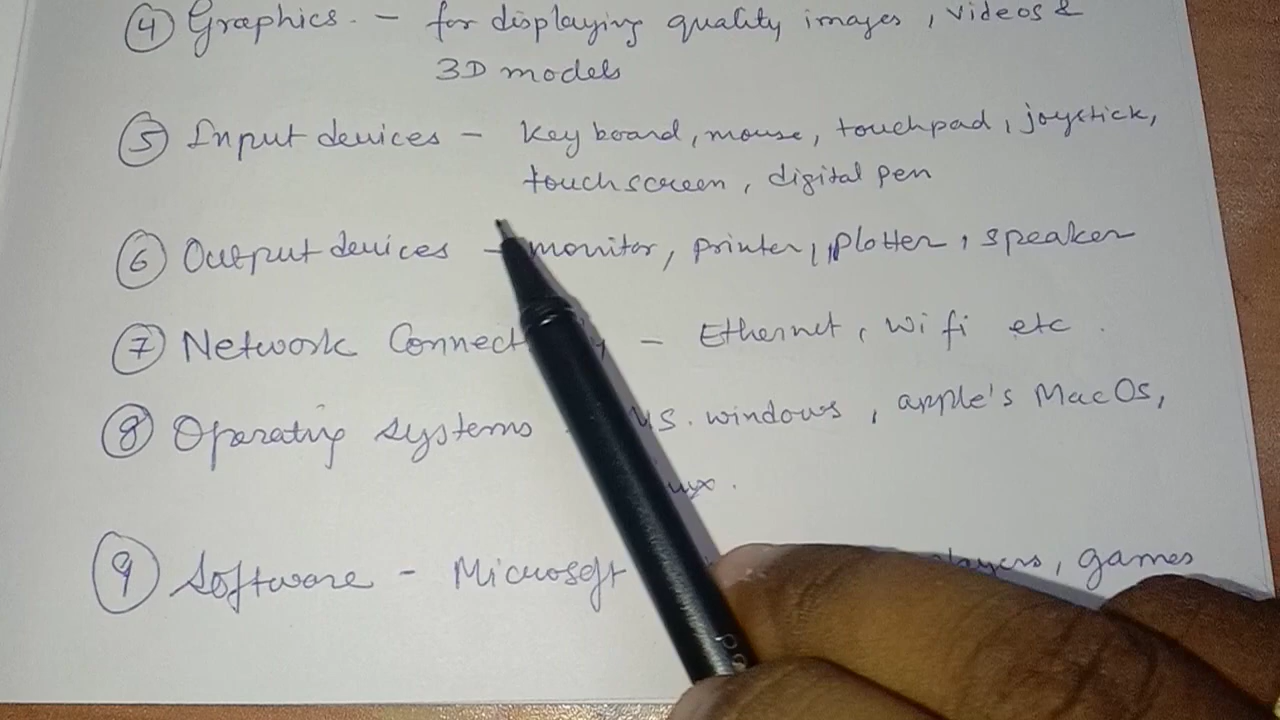 ④ Graphics. - for displaying quality images, videos &
3D models
⑤ Input devices - Keyboard, mouse, touchpad, joystick,
touchscreen, digital pen
⑥ Output devices - monitor, printer, plotter, speaker
⑦ Network - Ethernet, wifi etc.
⑧ Operating systems windows, apple's MacOs,
⑨ Software - Microsoft games